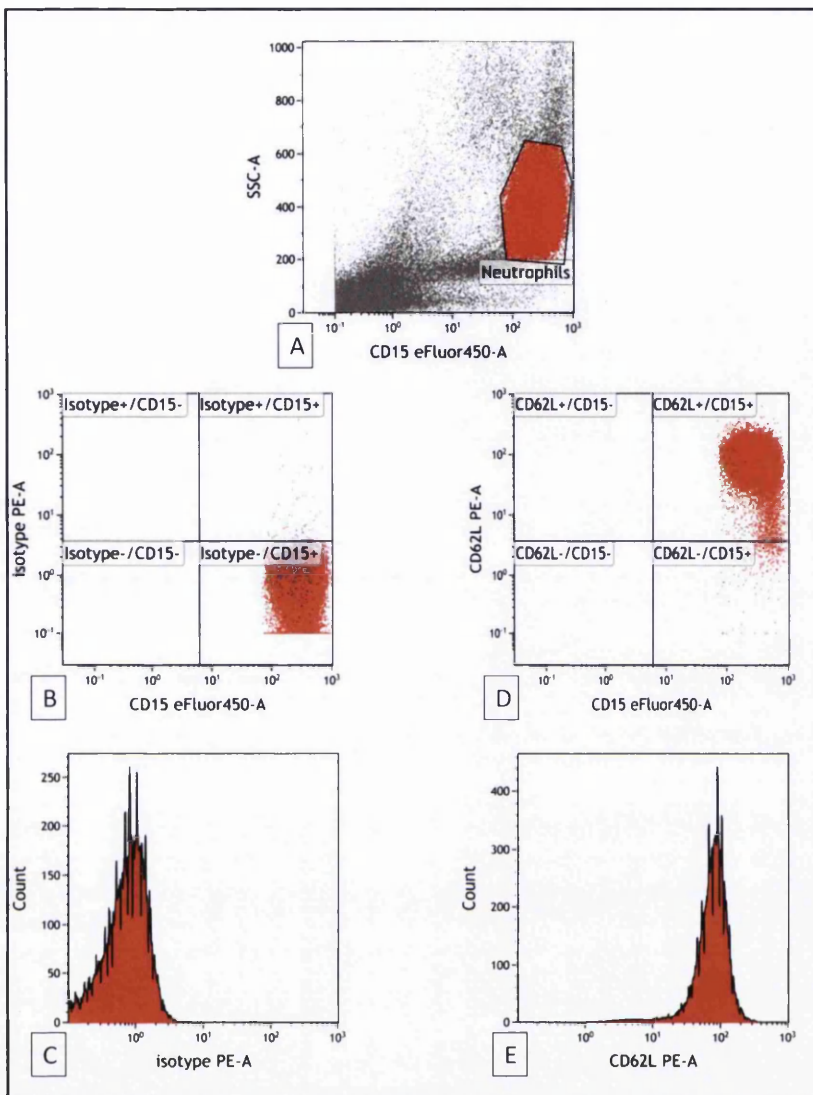 1000
800
600
400
200
0
SSC-A
Neutrophils
10⁻¹ 10⁰ 10¹ 10² 10³
A
CD15 eFluor450-A
Isotype+/CD15- Isotype+/CD15+
10³
10²
10¹
10⁰
10⁻¹
Isotype PE-A
Isotype-/CD15- Isotype-/CD15+
10⁻¹ 10⁰ 10¹ 10² 10³
B
CD15 eFluor450-A
CD62L+/CD15- CD62L+/CD15+
10³
10²
10¹
10⁰
10⁻¹
CD62L PE-A
CD62L-/CD15- CD62L-/CD15+
10⁻¹ 10⁰ 10¹ 10² 10³
D
CD15 eFluor450-A
250
200
150
100
50
0
Count
10⁰ 10¹ 10² 10³
C
isotype PE-A
400
300
200
100
0
Count
10⁰ 10¹ 10² 10³
E
CD62L PE-A